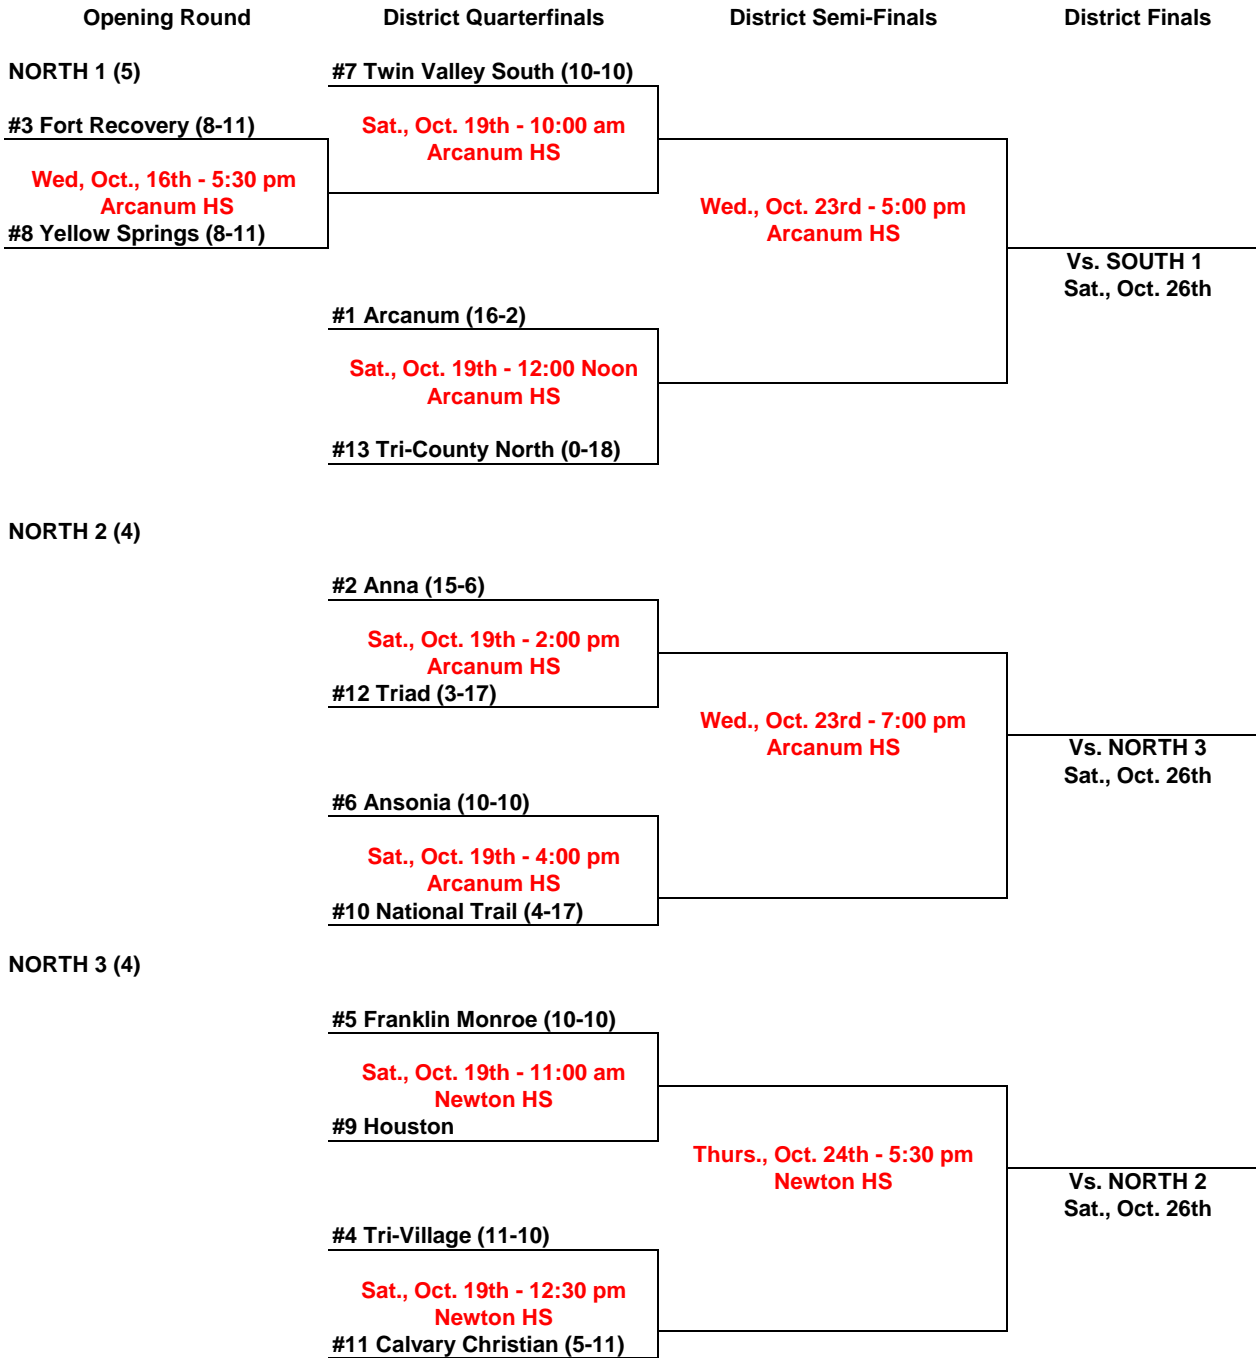 Opening Round
District Quarterfinals
District Semi-Finals
District Finals
NORTH 1 (5)
#7 Twin Valley South (10-10)
#3 Fort Recovery (8-11)
Sat., Oct. 19th - 10:00 am
Arcanum HS
Wed, Oct., 16th - 5:30 pm
Arcanum HS
#8 Yellow Springs (8-11)
Wed., Oct. 23rd - 5:00 pm
Arcanum HS
Vs. SOUTH 1
Sat., Oct. 26th
#1 Arcanum (16-2)
Sat., Oct. 19th - 12:00 Noon
Arcanum HS
#13 Tri-County North (0-18)
NORTH 2 (4)
#2 Anna (15-6)
Sat., Oct. 19th - 2:00 pm
Arcanum HS
#12 Triad (3-17)
Wed., Oct. 23rd - 7:00 pm
Arcanum HS
Vs. NORTH 3
Sat., Oct. 26th
#6 Ansonia (10-10)
Sat., Oct. 19th - 4:00 pm
Arcanum HS
#10 National Trail (4-17)
NORTH 3 (4)
#5 Franklin Monroe (10-10)
Sat., Oct. 19th - 11:00 am
Newton HS
#9 Houston
Thurs., Oct. 24th - 5:30 pm
Newton HS
Vs. NORTH 2
Sat., Oct. 26th
#4 Tri-Village (11-10)
Sat., Oct. 19th - 12:30 pm
Newton HS
#11 Calvary Christian (5-11)